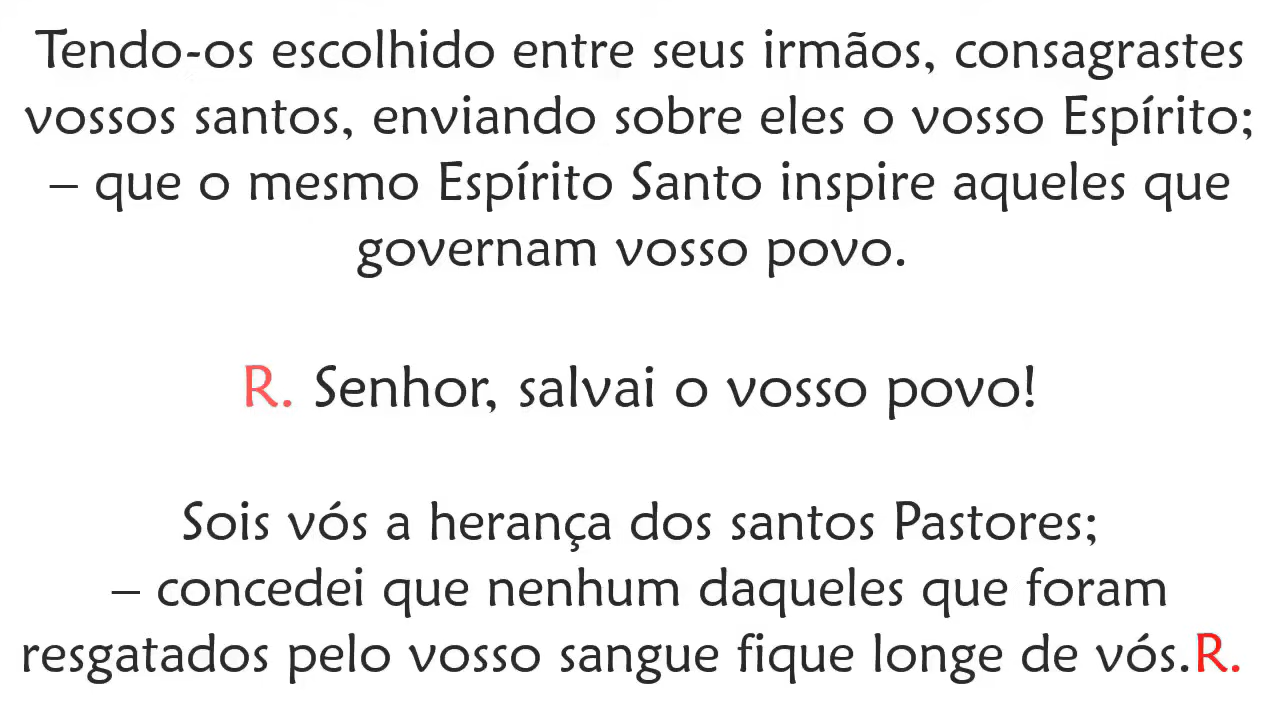 Tendo-os escolhido entre seus irmãos, consagrastes
vossos santos, enviando sobre eles o vosso Espírito;
– que o mesmo Espírito Santo inspire aqueles que
governam vosso povo.
R. Senhor, salvai o vosso povo!
Sois vós a herança dos santos Pastores;
– concedei que nenhum daqueles que foram
resgatados pelo vosso sangue fique longe de vós.R.